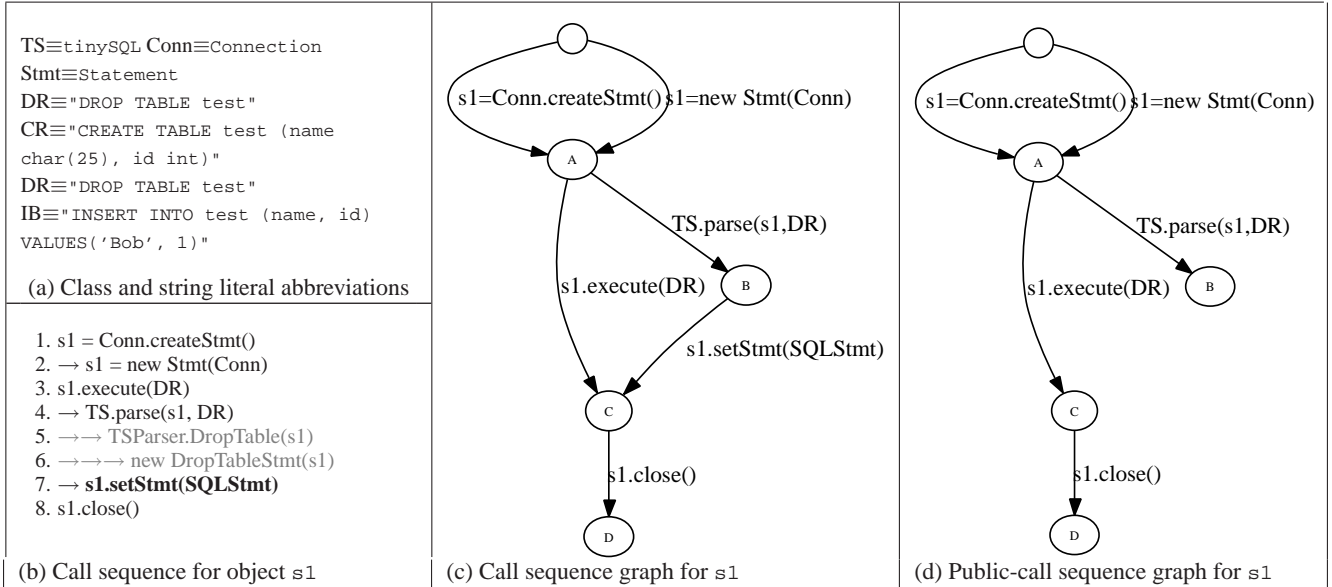 TS≡tinySQL Conn≡Connection
Stmt≡Statement
DR≡"DROP TABLE test"
CR≡"CREATE TABLE test (name
char(25), id int)"
DR≡"DROP TABLE test"
IB≡"INSERT INTO test (name, id)
VALUES('Bob', 1)"
(a) Class and string literal abbreviations
1. s1 = Conn.createStmt()
2. → s1 = new Stmt(Conn)
3. s1.execute(DR)
4. → TS.parse(s1, DR)
5. →→ TSParser.DropTable(s1)
6. →→→ new DropTableStmt(s1)
7. → s1.setStmt(SQLStmt)
8. s1.close()
(b) Call sequence for object s1
s1=Conn.createStmt()
s1=new Stmt(Conn)
A
TS.parse(s1,DR)
s1.execute(DR)
B
s1.setStmt(SQLStmt)
C
s1.close()
D
(c) Call sequence graph for s1
s1=Conn.createStmt()
s1=new Stmt(Conn)
A
TS.parse(s1,DR)
s1.execute(DR)
B
C
s1.close()
D
(d) Public-call sequence graph for s1